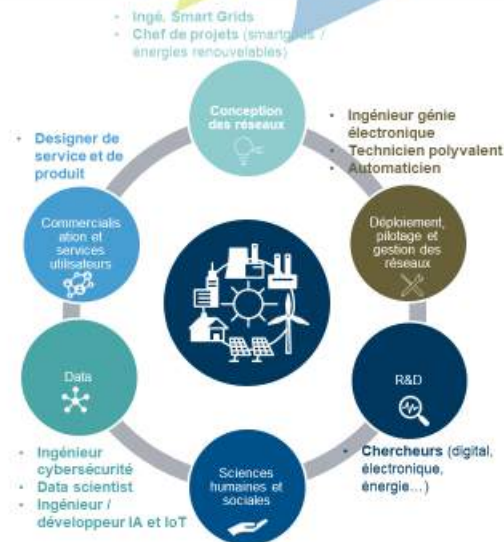 • Ingé. Smart Grids
• Chef de projets (smartgrids /
énergies renouvelables)
Conception
des réseaux
• Ingénieur génie
électronique
• Technicien polyvalent
• Automaticien
• Designer de
service et de
produit
Commercialis
ation et
services
utilisateurs
Déploiement,
pilotage et
gestion des
réseaux
Data
R&D
• Ingénieur
cybersécurité
• Data scientist
• Ingénieur /
développeur IA et IoT
Sciences
humaines et
sociales
• Chercheurs (digital,
électronique,
énergie…)